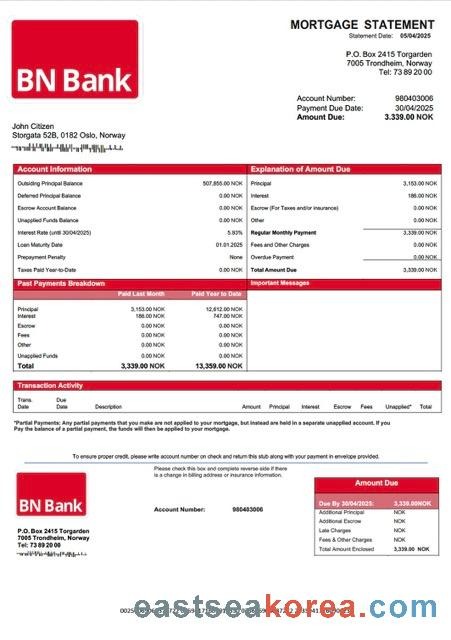 MORTGAGE STATEMENT
Statement Date: 05/04/2025
BN Bank
P.O. Box 2415 Torgarden
7005 Trondheim, Norway
Tel: 73 89 20 00
Account Number: 980403006
Payment Due Date: 30/04/2025
Amount Due: 3.339.00 NOK
John Citizen
Storgata 52B, 0182 Oslo, Norway
Account Information
Outsiding Principal Balance 507,855.00 NOK
Deferred Principal Balance 0.00 NOK
Escrow Account Balance 0.00 NOK
Unapplied Funds Balance 0.00 NOK
Interest Rate (until 30/04/2025) 5.93%
Loan Maturity Date 01.01.2025
Prepayment Penalty None
Taxes Paid Year-to-Date 0.00 NOK
Explanation of Amount Due
Principal 3,153.00 NOK
Interest 186.00 NOK
Escrow (For Taxes and/or insurance) 0.00 NOK
Other 0.00 NOK
Regular Monthly Payment 3,339.00 NOK
Fees and Other Charges 0.00 NOK
Overdue Payment 0.00 NOK
Total Amount Due 3,339.00 NOK
Past Payments Breakdown
Paid Last Month Paid Year to Date
Principal 3,153.00 NOK 12,612.00 NOK
Interest 186.00 NOK 747.00 NOK
Escrow 0.00 NOK 0.00 NOK
Fees 0.00 NOK 0.00 NOK
Other 0.00 NOK 0.00 NOK
Unapplied Funds 0.00 NOK 0.00 NOK
Total 3,339.00 NOK 13,359.00 NOK
Important Messages
Transaction Activity
Trans. Date Due Date Description Amount Principal Interest Escrow Fees Unapplied* Total
*Partial Payments: Any partial payments that you make are not applied to your mortgage, but instead are held in a separate unapplied account. If you
Pay the balance of a partial payment, the funds will then be applied to your mortgage.
To ensure proper credit, please write account number on check and return this stub along with your payment in envelope provided.
BN Bank
P.O. Box 2415 Torgarden
7005 Trondheim, Norway
Tel: 73 89 20 00
Please check this box and complete reverse side if there
is a change in billing address or insurance information.
Account Number: 980403006
Amount Due
Due By 30/04/2025: 3,339.00NOK
Additional Principal NOK
Additional Escrow NOK
Late Charges NOK
Fees & Other Charges NOK
Total Amount Enclosed 3,339.00 NOK
eastseakorea.com